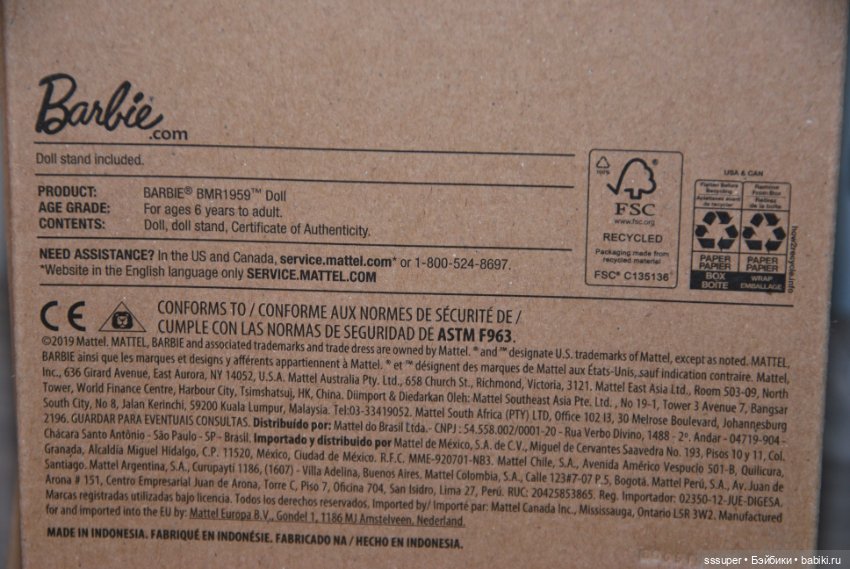 Barbie.com
Doll stand included.
PRODUCT: BARBIE® BMR1959™ Doll
AGE GRADE: For ages 6 years to adult.
CONTENTS: Doll, doll stand, Certificate of Authenticity.
NEED ASSISTANCE? In the US and Canada, service.mattel.com* or 1-800-524-8697.
*Website in the English language only SERVICE.MATTEL.COM
FSC
www.fsc.org
RECYCLED
Packaging made from
recycled material
FSC® C135136
USA & CAN
Flatten Before
Recycling
Remove
From Box
Retirez
de la boîte
PAPER
PAPIER
BOX
BOITE
PAPER
PAPIER
WRAP
EMBALLAGE
how2recycle.info
CE CONFORMS TO / CONFORME AUX NORMES DE SÉCURITÉ DE /
CUMPLE CON LAS NORMAS DE SEGURIDAD DE ASTM F963.
©2019 Mattel. MATTEL, BARBIE and associated trademarks and trade dress are owned by Mattel. ® and ™ designate U.S. trademarks of Mattel, except as noted. MATTEL,
BARBIE ainsi que les marques et designs y afférents appartiennent à Mattel. ® et ™ désignent des marques de Mattel aux États-Unis, sauf indication contraire. Mattel,
Inc., 636 Girard Avenue, East Aurora, NY 14052, U.S.A. Mattel Australia Pty. Ltd., 658 Church St., Richmond, Victoria, 3121. Mattel East Asia Ltd., Room 503-09, North
Tower, World Finance Centre, Harbour City, Tsimshatsui, HK, China. Diimport & Diedarkan Oleh: Mattel Southeast Asia Pte. Ltd., No 19-1, Tower 3 Avenue 7, Bangsar
South City, No 8, Jalan Kerinchi, 59200 Kuala Lumpur, Malaysia. Tel:03-33419052. Mattel South Africa (PTY) LTD, Office 102 I3, 30 Melrose Boulevard, Johannesburg
2196. GUARDAR PARA EVENTUAIS CONSULTAS. Distribuído por: Mattel do Brasil Ltda.- CNPJ : 54.558.002/0001-20 - Rua Verbo Divino, 1488 - 2º. Andar - 04719-904 -
Chácara Santo Antônio - São Paulo - SP - Brasil. Importado y distribuido por Mattel de México, S.A. de C.V., Miguel de Cervantes Saavedra No. 193, Pisos 10 y 11, Col.
Granada, Alcaldía Miguel Hidalgo, C.P. 11520, México, Ciudad de México. R.F.C. MME-920701-NB3. Mattel Chile, S.A., Avenida Américo Vespucio 501-B, Quilicura,
Santiago. Mattel Argentina, S.A., Curupaytí 1186, (1607) - Villa Adelina, Buenos Aires. Mattel Colombia, S.A., Calle 123#7-07 P.5, Bogotá. Mattel Perú, S.A., Av. Juan de
Arona # 151, Centro Empresarial Juan de Arona, Torre C, Piso 7, Oficina 704, San Isidro, Lima 27, Perú. RUC: 20425853865. Reg. Importador: 02350-12-JUE-DIGESA.
Marcas registradas utilizadas bajo licencia. Todos los derechos reservados. Imported by/ Importé par : Mattel Canada Inc., Mississauga, Ontario L5R 3W2. Manufactured
for and imported into the EU by: Mattel Europa B.V., Gondel 1, 1186 MJ Amstelveen, Nederland.
MADE IN INDONESIA. FABRIQUÉ EN INDONÉSIE. FABRICADO NA / HECHO EN INDONESIA.
sssuper • Бэйбики • babiki.ru